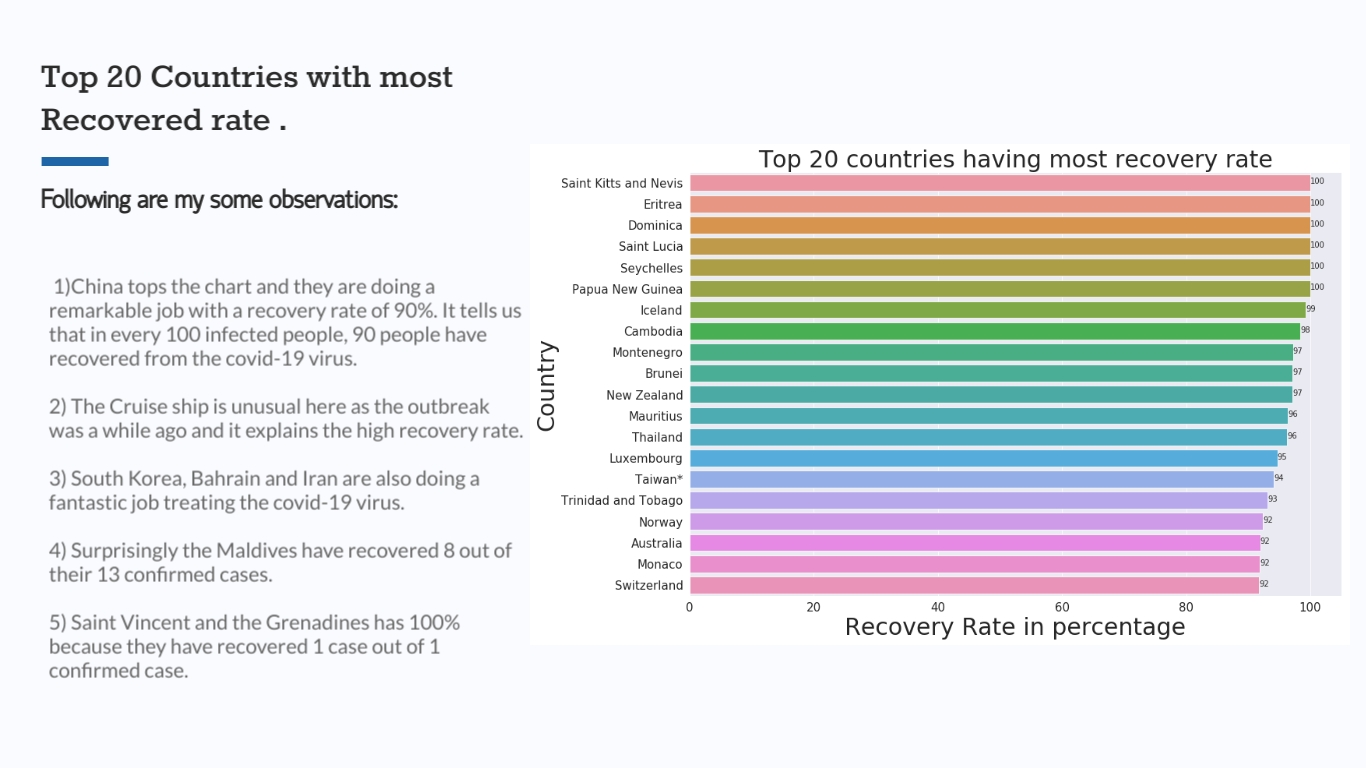 Top 20 Countries with most
Recovered rate .
Following are my some observations:
1)China tops the chart and they are doing a
remarkable job with a recovery rate of 90%. It tells us
that in every 100 infected people, 90 people have
recovered from the covid-19 virus.
2) The Cruise ship is unusual here as the outbreak
was a while ago and it explains the high recovery rate.
3) South Korea, Bahrain and Iran are also doing a
fantastic job treating the covid-19 virus.
4) Surprisingly the Maldives have recovered 8 out of
their 13 confirmed cases.
5) Saint Vincent and the Grenadines has 100%
because they have recovered 1 case out of 1
confirmed case.
Top 20 countries having most recovery rate
Country
Saint Kitts and Nevis 100
Eritrea 100
Dominica 100
Saint Lucia 100
Seychelles 100
Papua New Guinea 100
Iceland 99
Cambodia 98
Montenegro 97
Brunei 97
New Zealand 97
Mauritius 96
Thailand 96
Luxembourg 95
Taiwan* 94
Trinidad and Tobago 93
Norway 92
Australia 92
Monaco 92
Switzerland 92
0 20 40 60 80 100
Recovery Rate in percentage